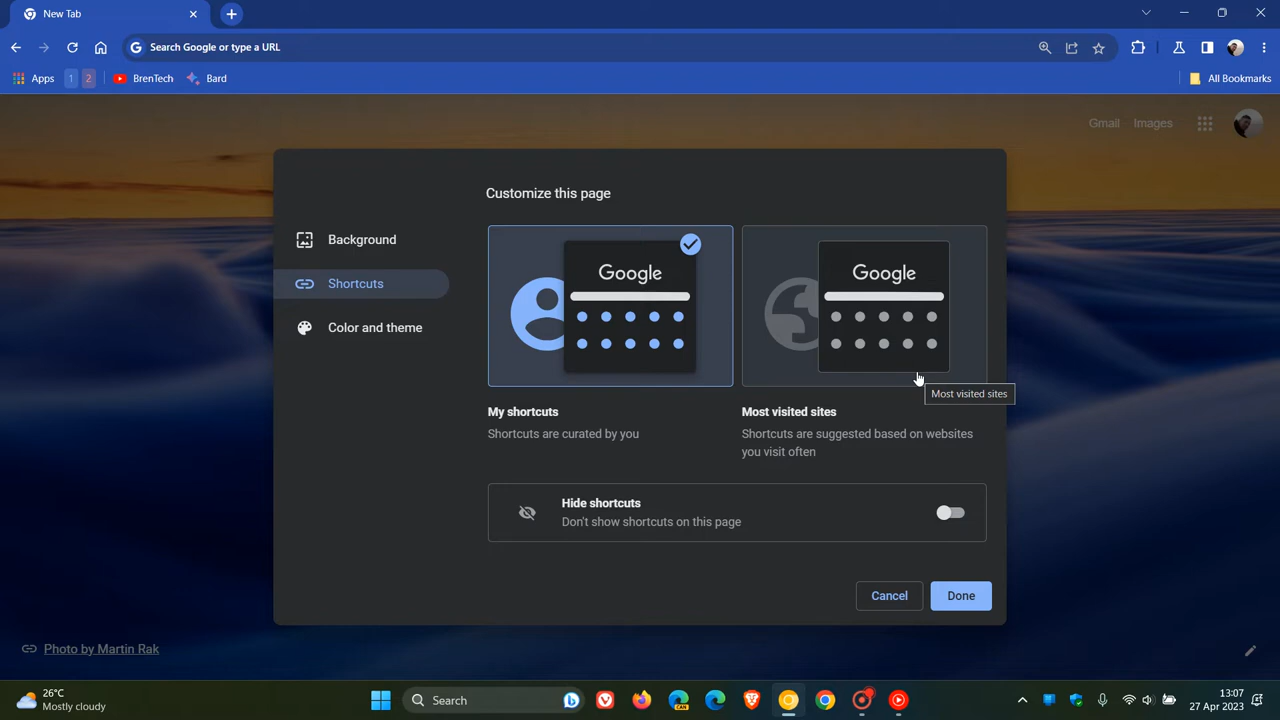 New Tab
Search Google or type a URL
Apps
1
2
BrenTech
Bard
All Bookmarks
Gmail
Images
Customize this page
Background
Shortcuts
Color and theme
Google
Google
Most visited sites
My shortcuts
Shortcuts are curated by you
Most visited sites
Shortcuts are suggested based on websites
you visit often
Hide shortcuts
Don't show shortcuts on this page
Cancel
Done
Photo by Martin Rak
26°C
Mostly cloudy
Search
CAN
13:07
27 Apr 2023